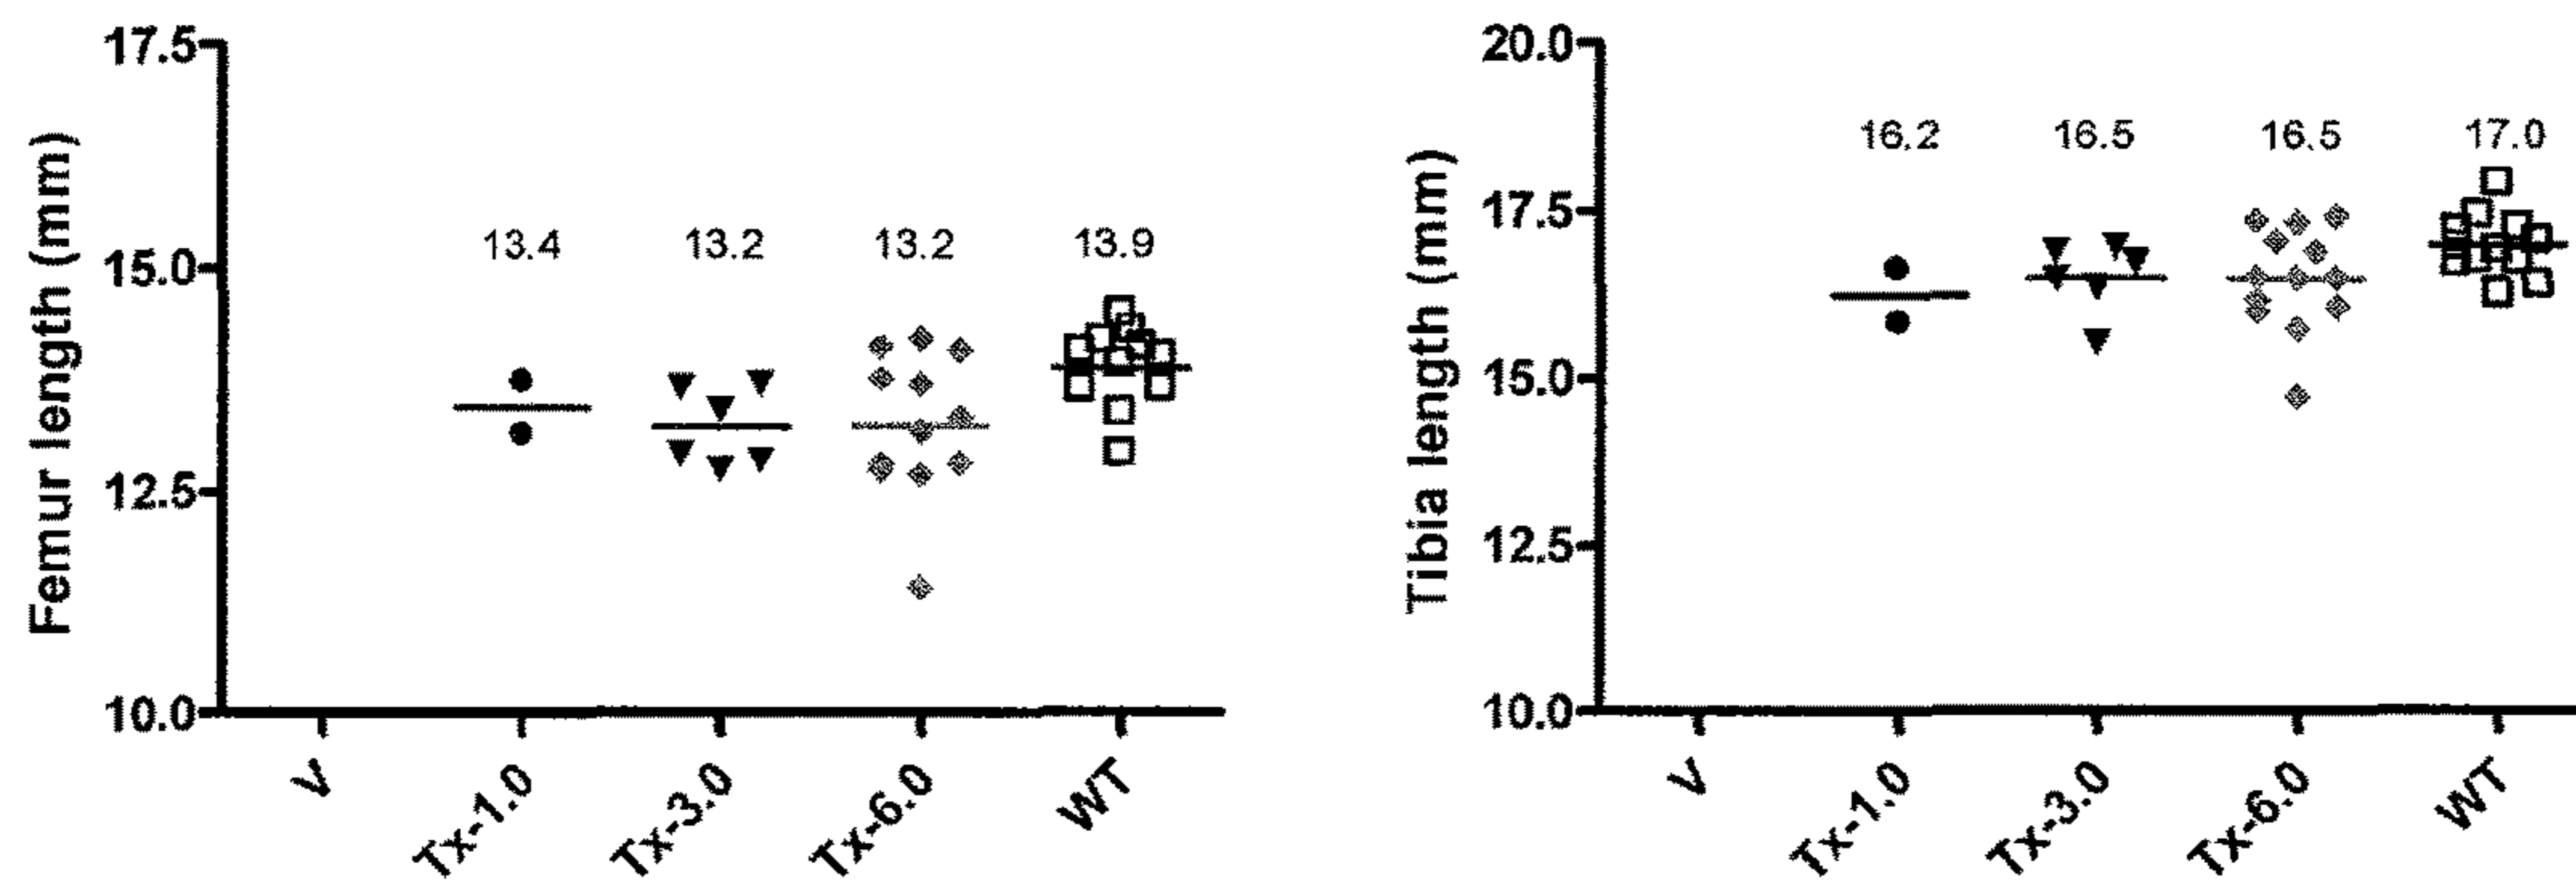 Femur length (mm)
17.5
15.0
12.5
10.0
13.4
13.2
13.2
13.9
V
Tx-1.0
Tx-3.0
Tx-6.0
WT
Tibia length (mm)
20.0
17.5
15.0
12.5
10.0
16.2
16.5
16.5
17.0
V
Tx-1.0
Tx-3.0
Tx-6.0
WT